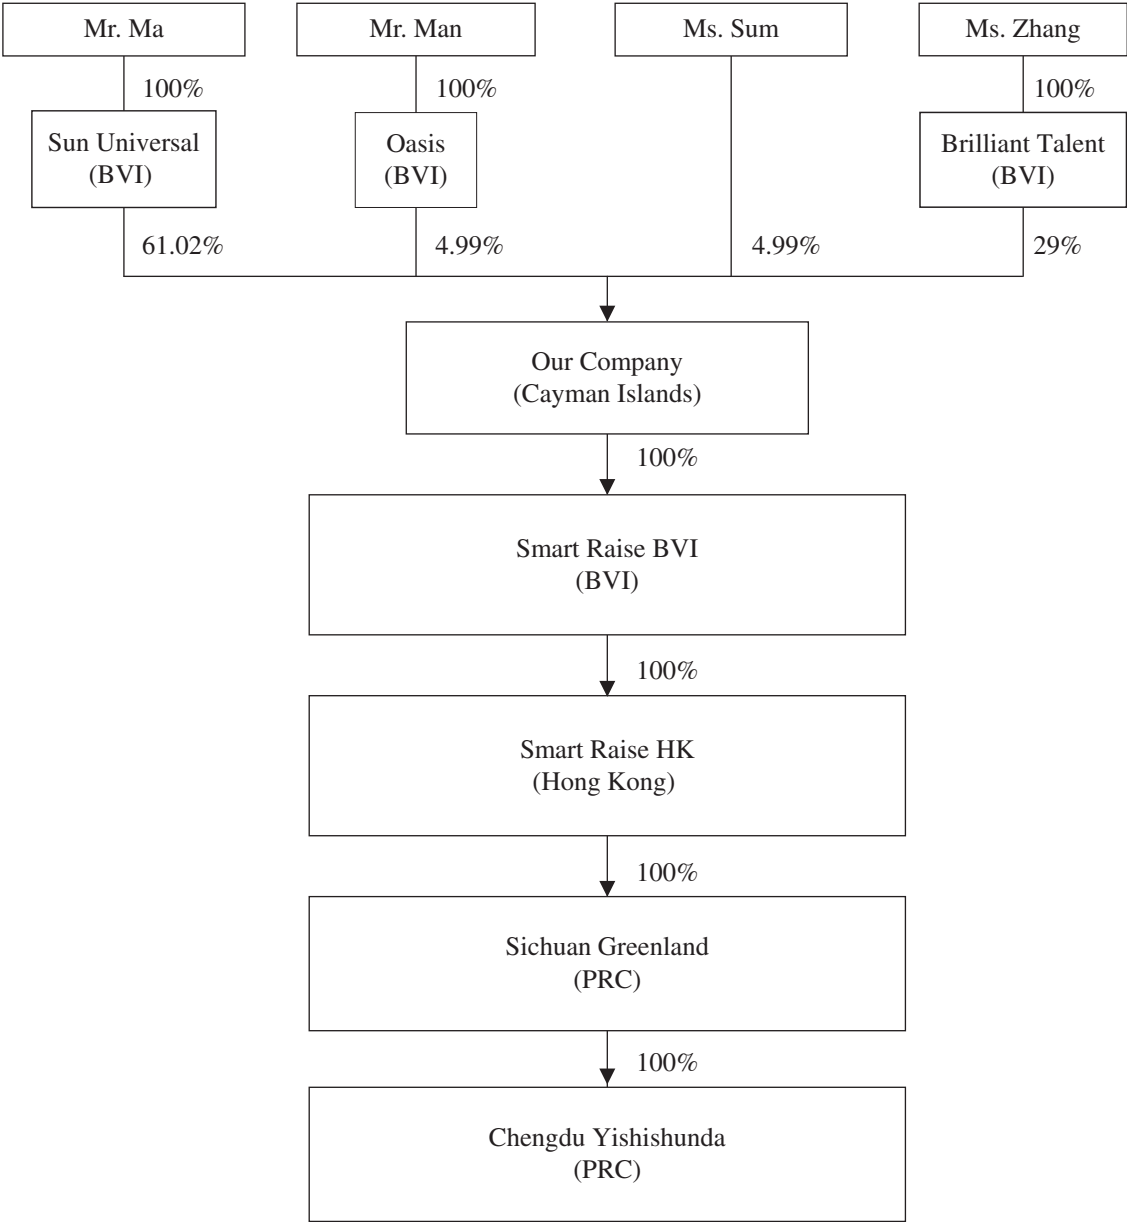 Mr. Ma
Mr. Man
Ms. Sum
Ms. Zhang
100%
100%
100%
Sun Universal
(BVI)
Oasis
(BVI)
Brilliant Talent
(BVI)
61.02%
4.99%
4.99%
29%
Our Company
(Cayman Islands)
100%
Smart Raise BVI
(BVI)
100%
Smart Raise HK
(Hong Kong)
100%
Sichuan Greenland
(PRC)
100%
Chengdu Yishishunda
(PRC)